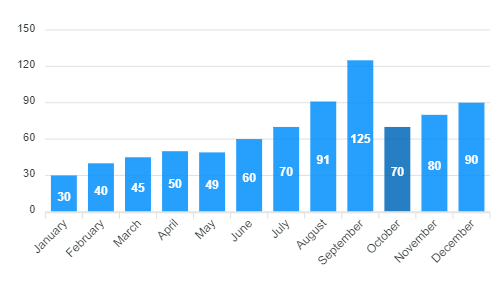 150
120
90
60
30
0
30
40
45
50
49
60
70
91
125
70
80
90
January
February
March
April
May
June
July
August
September
October
November
December